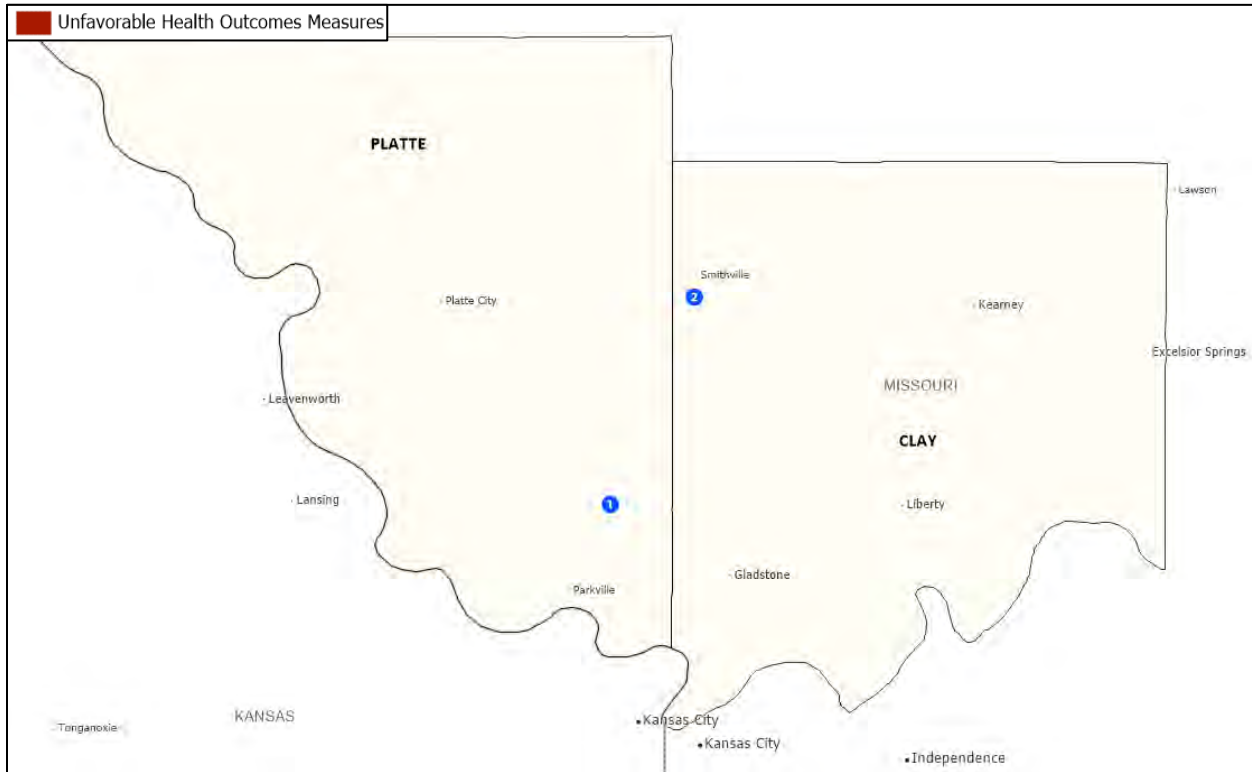 Unfavorable Health Outcomes Measures
PLATTE
Lawson
Smithville
2
Platte City
Kearney
Excelsior Springs
MISSOURI
Leavenworth
CLAY
Lansing
1
Liberty
Gladstone
Parkville
KANSAS
Kansas City
Tonganoxie
Kansas City
Independence